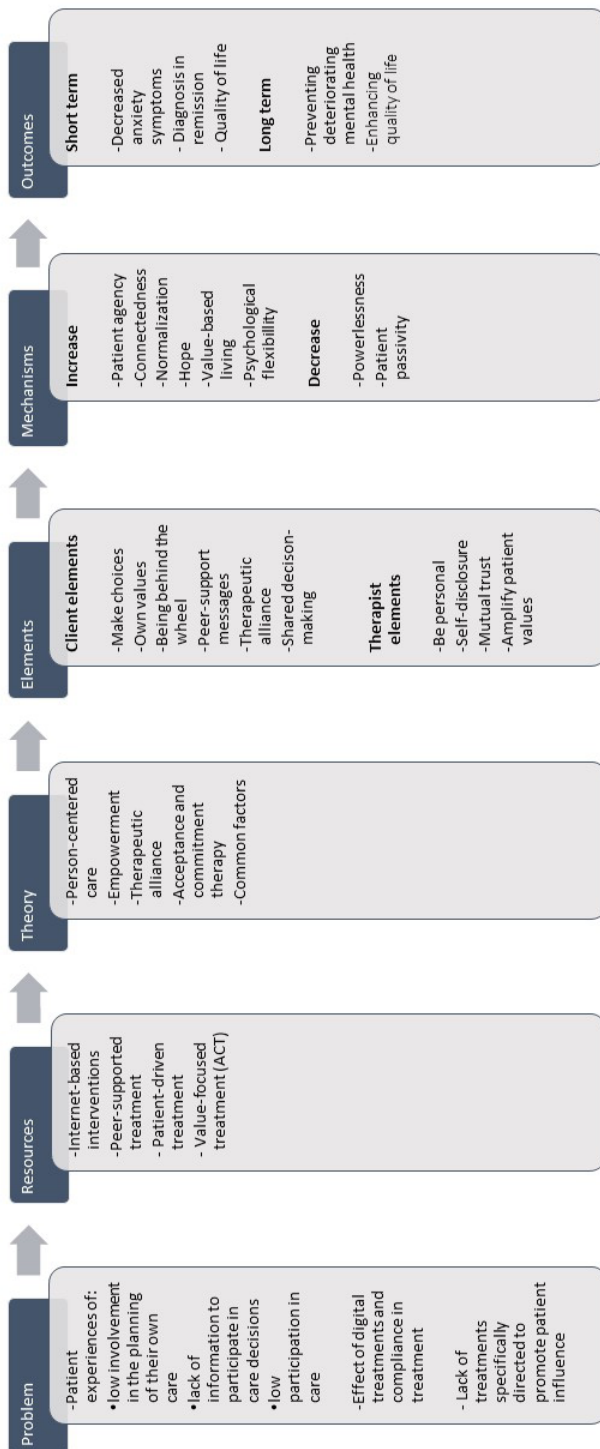 Problem
-Patient
experiences of:
•low involvement
in the planning
of their own
care
•lack of
information to
participate in
care decisions
•low
participation in
care
-Effect of digital
treatments and
compliance in
treatment
- Lack of
treatments
specifically
directed to
promote patient
influence
Resources
-Internet-based
interventions
-Peer-supported
treatment
- Patient-driven
treatment
- Value-focused
treatment (ACT)
Theory
-Person-centered
care
-Empowerment
-Therapeutic
alliance
-Acceptance and
commitment
therapy
-Common factors
Elements
Client elements
-Make choices
-Own values
-Being behind the
wheel
-Peer-support
messages
-Therapeutic
alliance
-Shared decison-
making
Therapist
elements
-Be personal
-Self-disclosure
-Mutual trust
-Amplify patient
values
Mechanisms
Increase
-Patient agency
-Connectedness
-Normalization
-Hope
-Value-based
living
-Psychological
flexibillity
Decrease
-Powerlessness
-Patient
passivity
Outcomes
Short term
-Decreased
anxiety
symptoms
- Diagnosis in
remission
- Quality of life
Long term
-Preventing
deteriorating
mental health
-Enhancing
quality of life